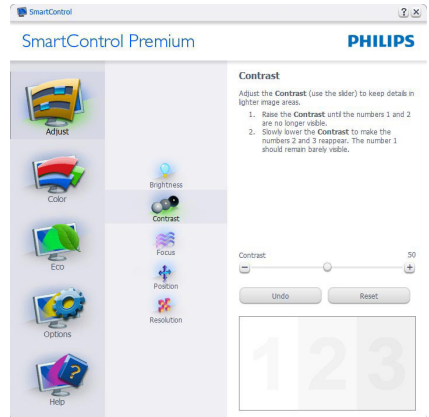 SmartControl
SmartControl Premium
PHILIPS
Adjust
Color
Eco
Options
Help
Brightness
Contrast
Focus
Position
Resolution
Contrast
Adjust the Contrast (use the slider) to keep details in
lighter image areas.
1. Raise the Contrast until the numbers 1 and 2
are no longer visible.
2. Slowly lower the Contrast to make the
numbers 2 and 3 reappear. The number 1
should remain barely visible.
Contrast 50
Undo Reset
1 2 3